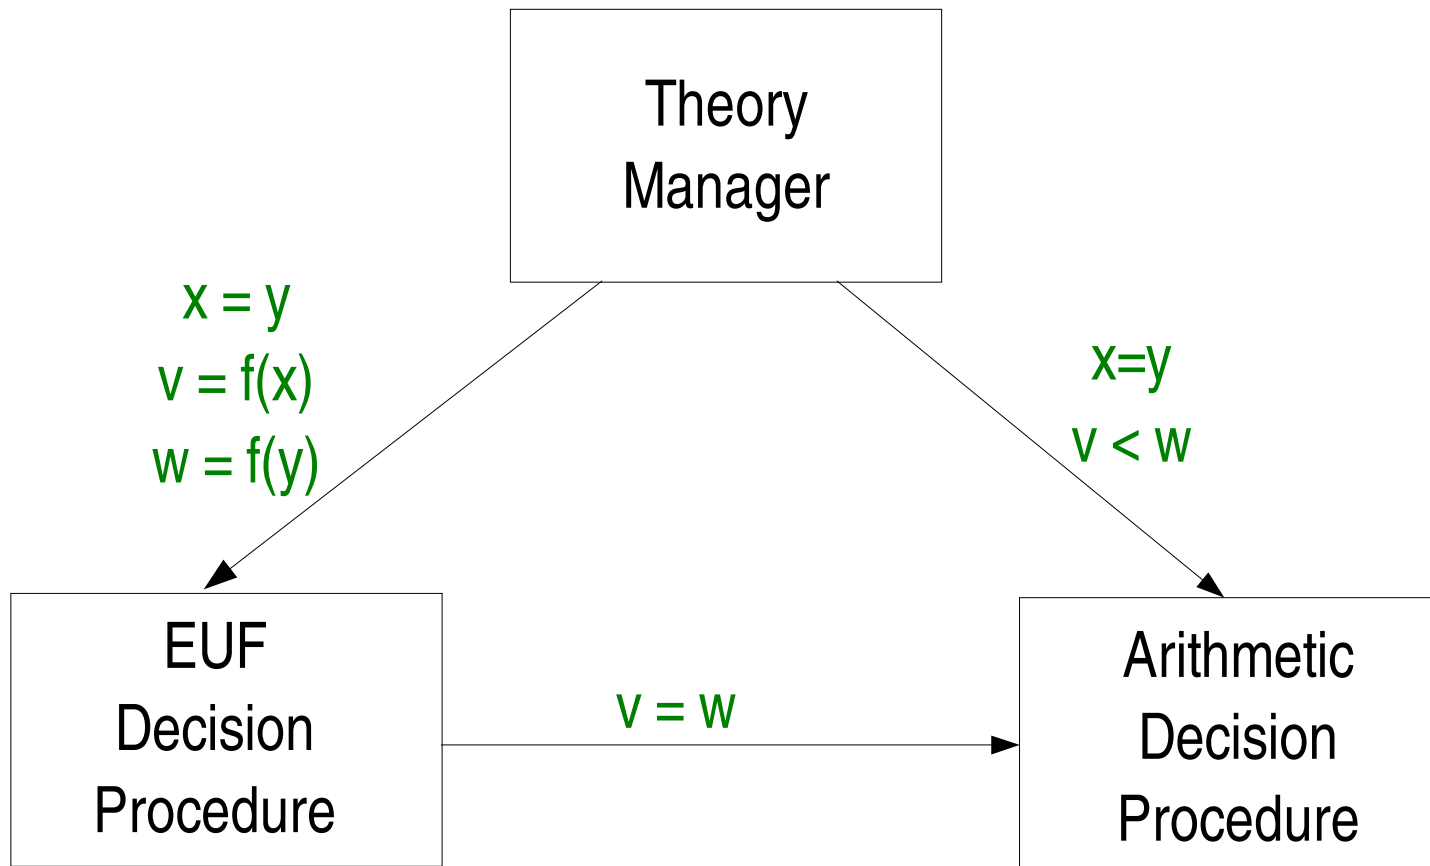 Theory
Manager
x = y
v = f(x)
w = f(y)
x=y
v < w
EUF
Decision
Procedure
v = w
Arithmetic
Decision
Procedure